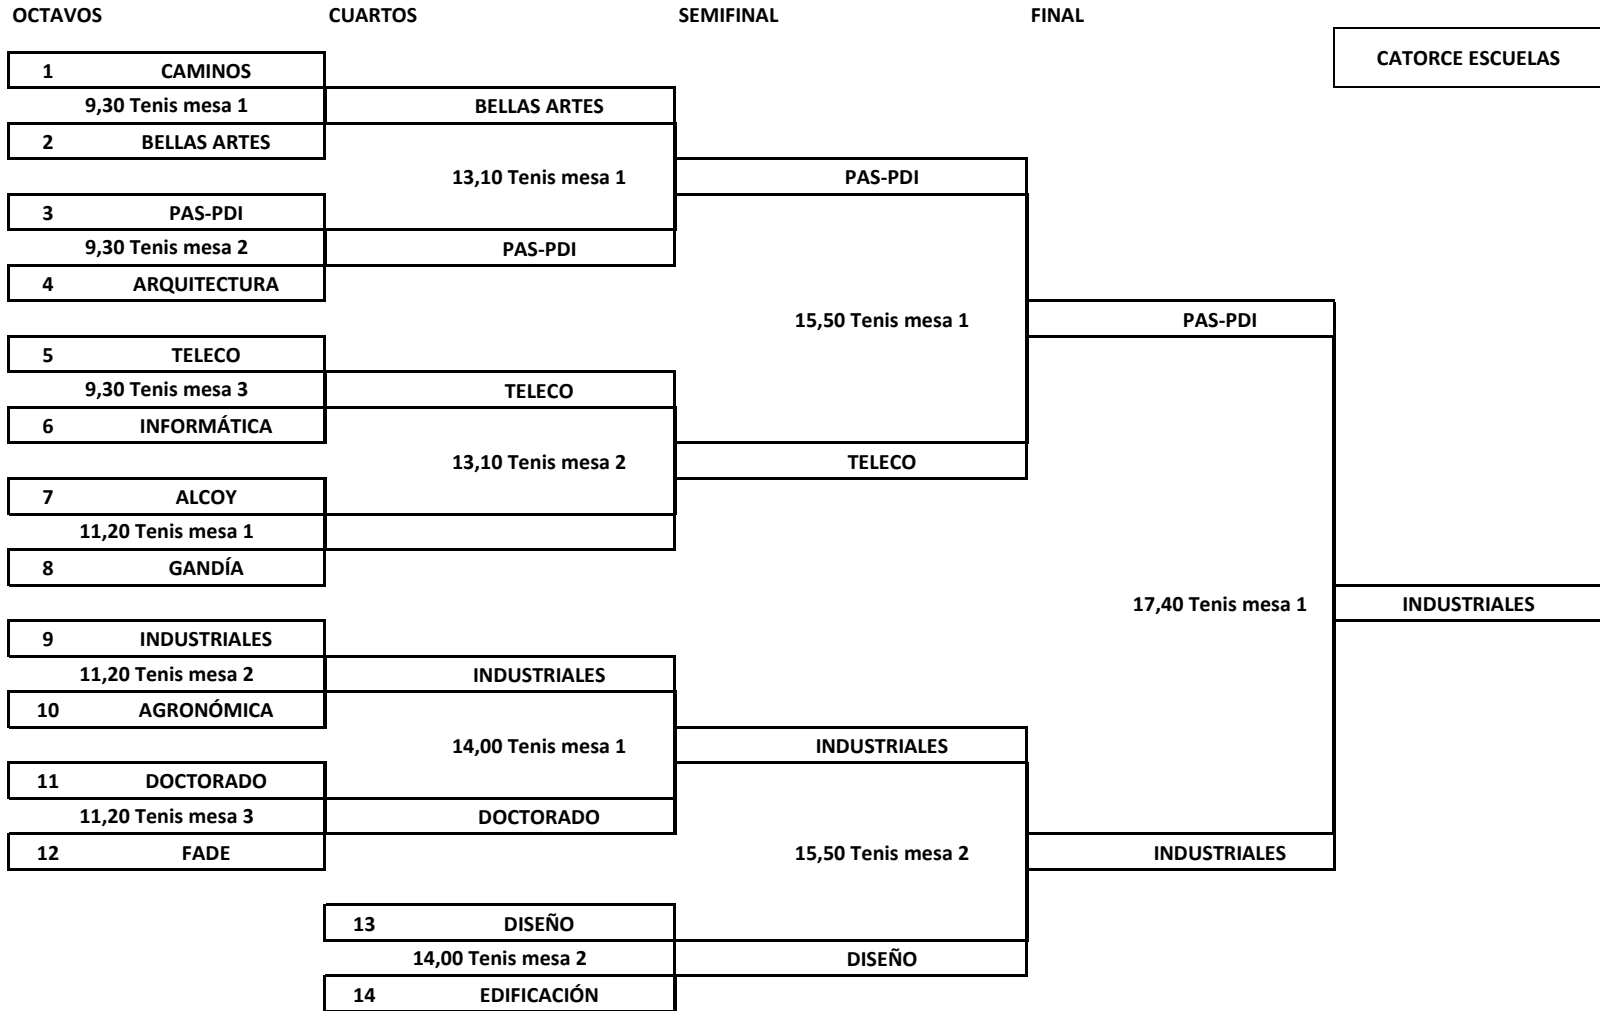 OCTAVOS CUARTOS SEMIFINAL FINAL
CATORCE ESCUELAS
1 CAMINOS
9,30 Tenis mesa 1 BELLAS ARTES
2 BELLAS ARTES
13,10 Tenis mesa 1 PAS-PDI
3 PAS-PDI
9,30 Tenis mesa 2 PAS-PDI
4 ARQUITECTURA
15,50 Tenis mesa 1 PAS-PDI
5 TELECO
9,30 Tenis mesa 3 TELECO
6 INFORMÁTICA
13,10 Tenis mesa 2 TELECO
7 ALCOY
11,20 Tenis mesa 1
8 GANDÍA
17,40 Tenis mesa 1 INDUSTRIALES
9 INDUSTRIALES
11,20 Tenis mesa 2 INDUSTRIALES
10 AGRONÓMICA
14,00 Tenis mesa 1 INDUSTRIALES
11 DOCTORADO
11,20 Tenis mesa 3 DOCTORADO
12 FADE 15,50 Tenis mesa 2 INDUSTRIALES
13 DISEÑO
14,00 Tenis mesa 2 DISEÑO
14 EDIFICACIÓN